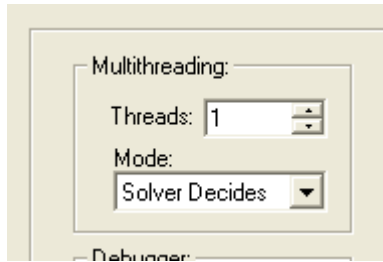 Multithreading:
Threads: 1
Mode:
Solver Decides
Debugger: